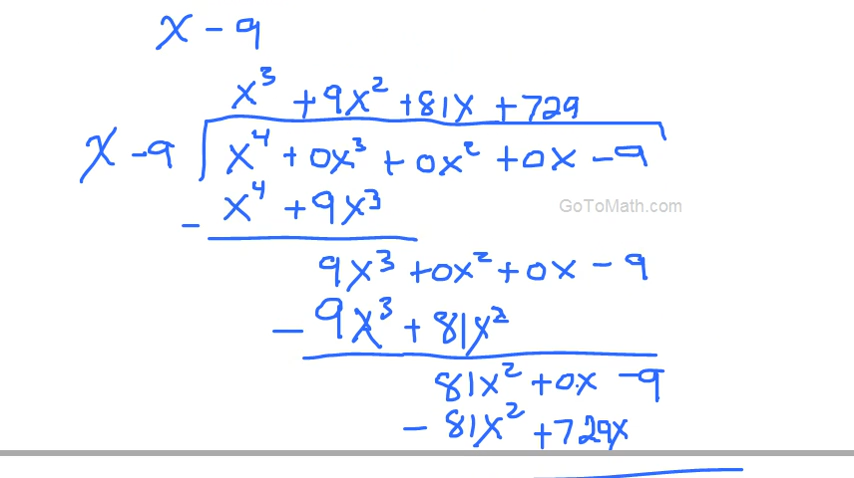 x - 9
x³ + 9x² + 81x + 729
x - 9 x⁴ + 0x³ + 0x² + 0x - 9
- x⁴ + 9x³
GoToMath.com
9x³ + 0x² + 0x - 9
- 9x³ + 81x²
81x² + 0x - 9
- 81x² + 729x